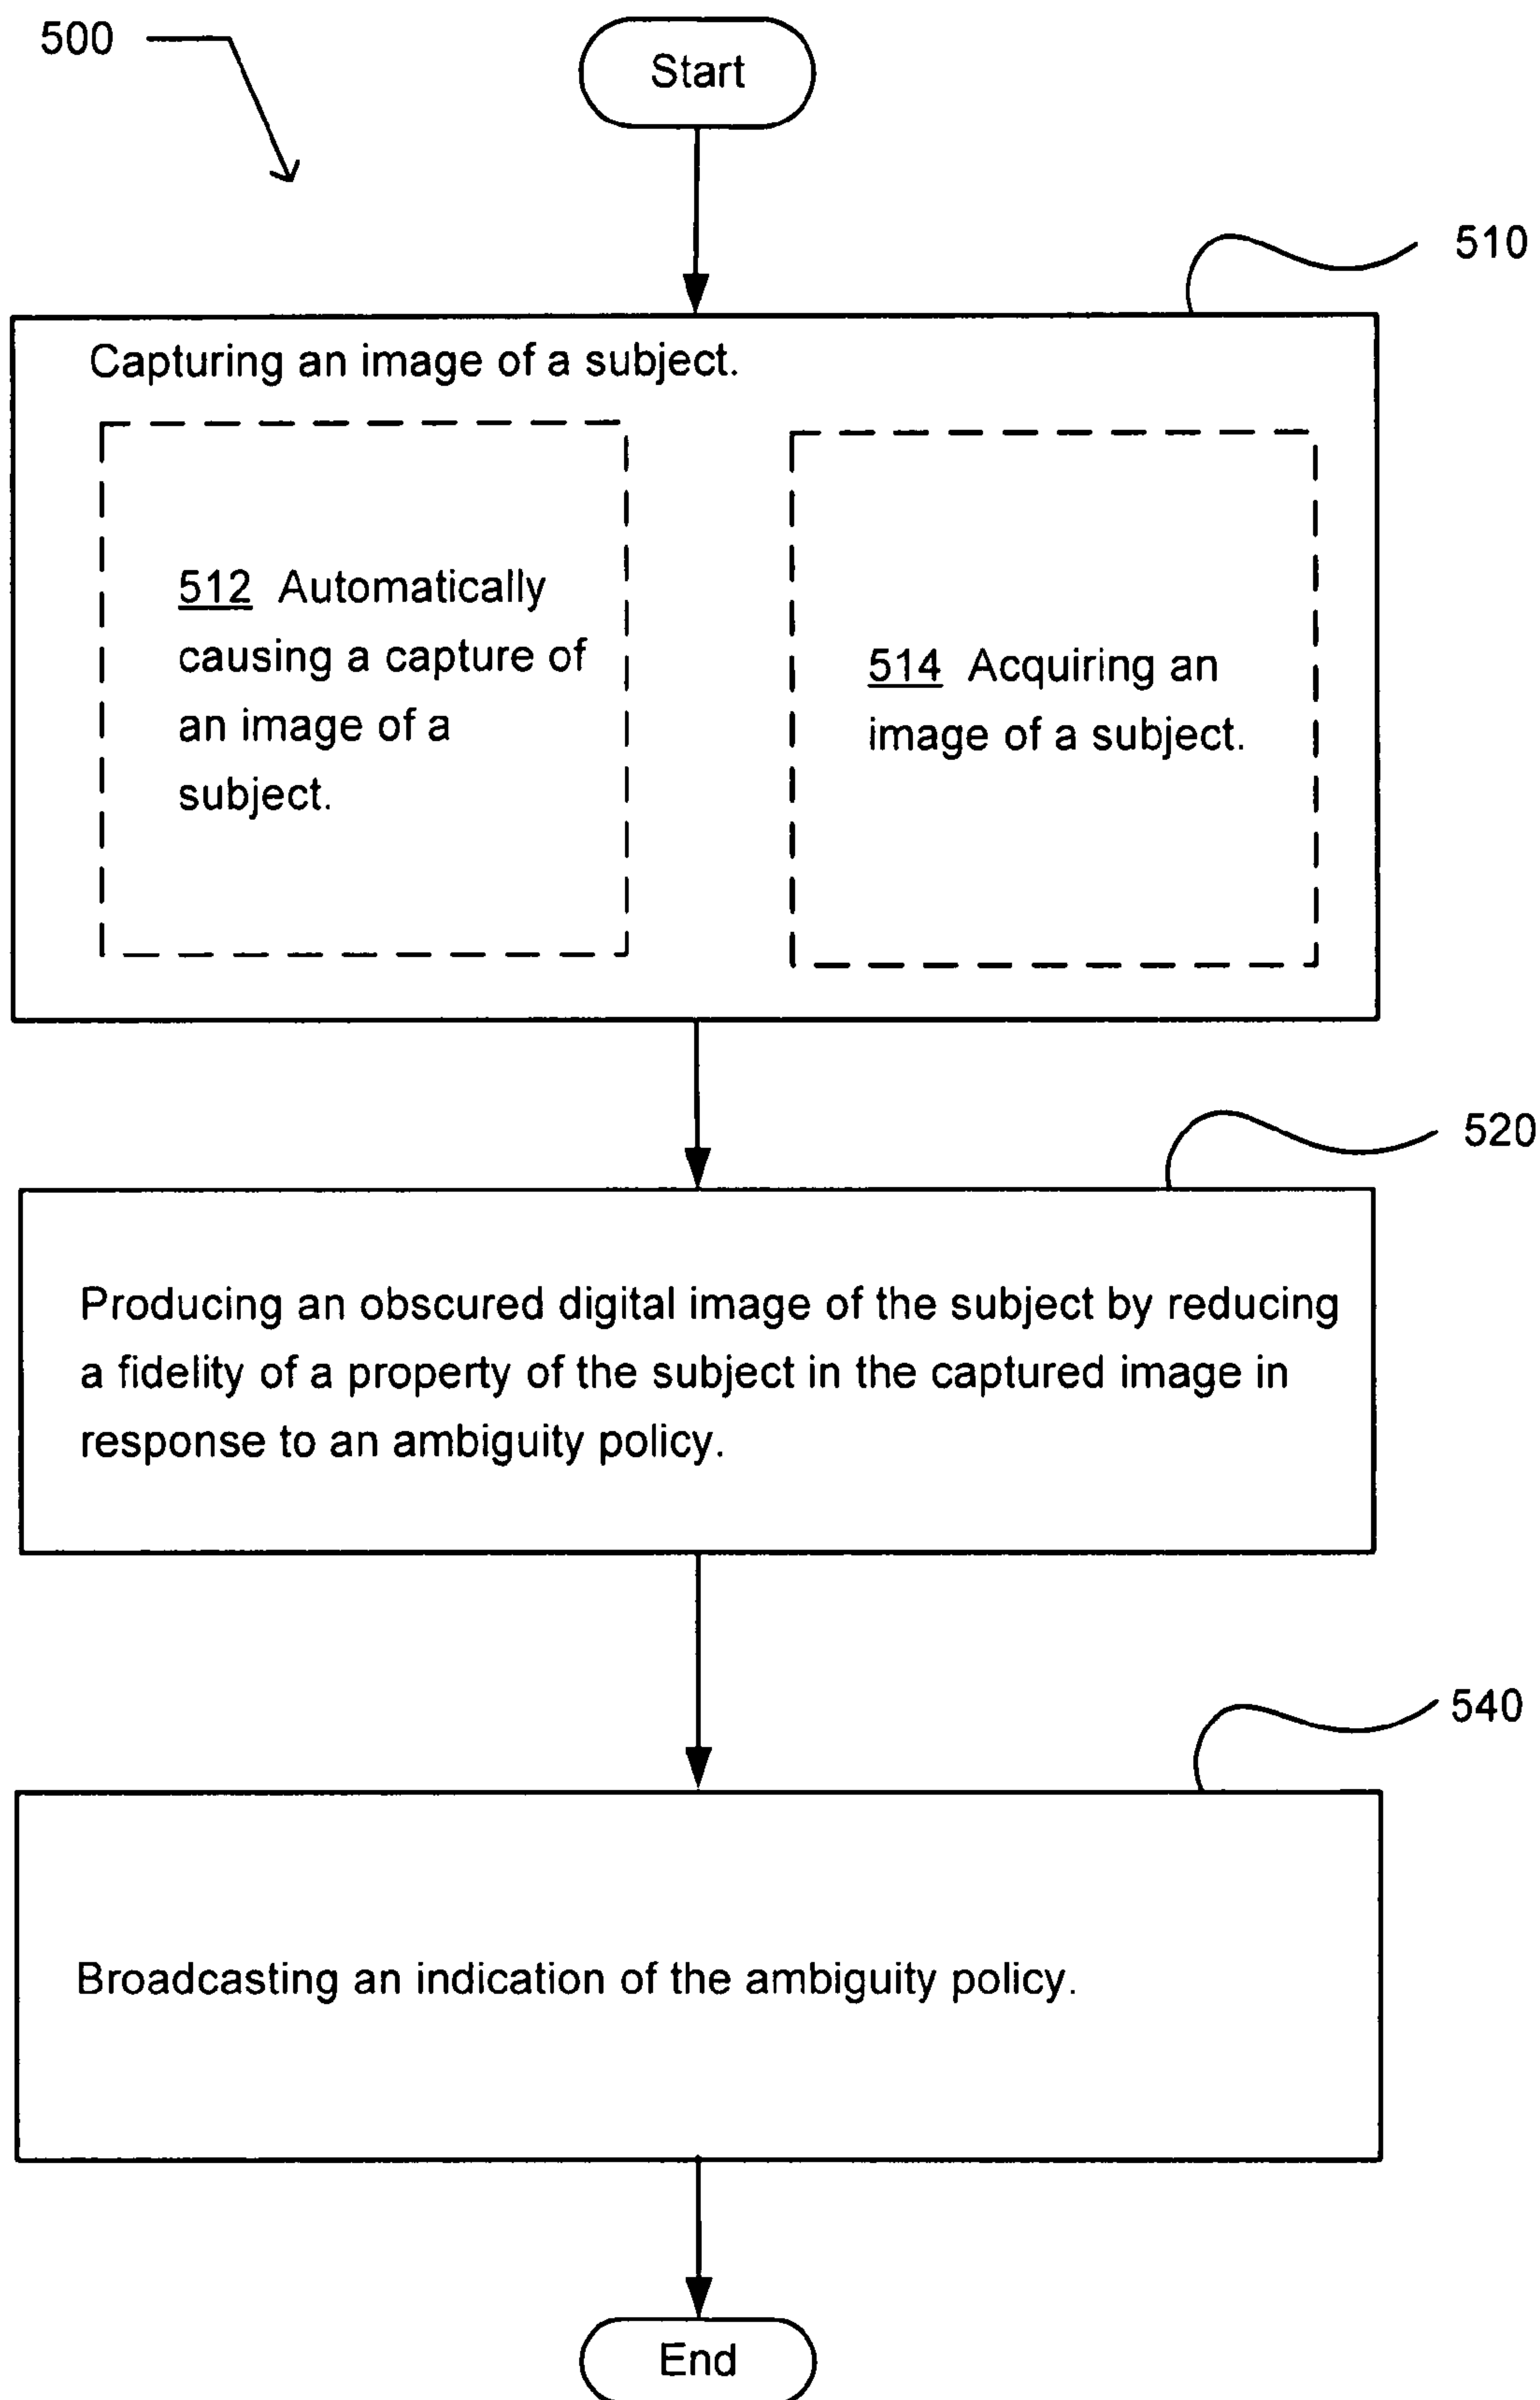 500
Start
510
Capturing an image of a subject.
512 Automatically
causing a capture of
an image of a
subject.
514 Acquiring an
image of a subject.
520
Producing an obscured digital image of the subject by reducing
a fidelity of a property of the subject in the captured image in
response to an ambiguity policy.
540
Broadcasting an indication of the ambiguity policy.
End